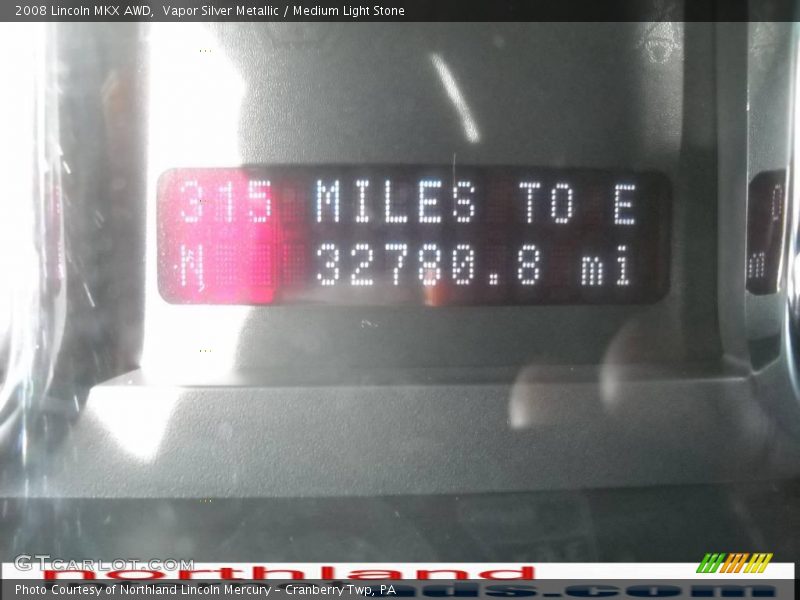 2008 Lincoln MKX AWD,  Vapor Silver Metallic / Medium Light Stone
315 MILES TO E
N 32780.8 mi
GTCARLOT.COM
northland
Photo Courtesy of Northland Lincoln Mercury - Cranberry Twp, PA